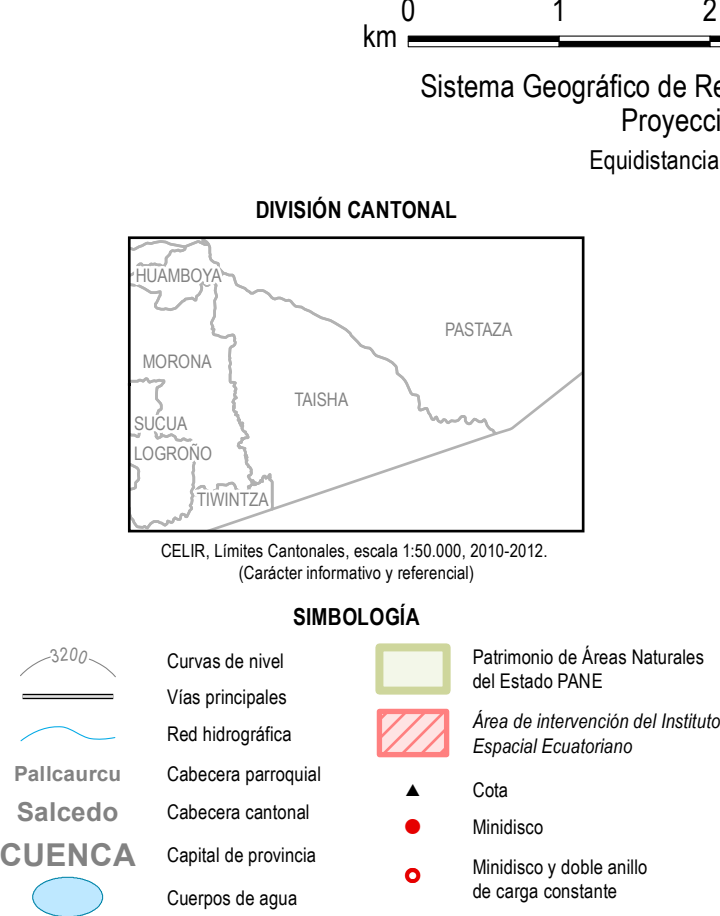 0 1 2
km
Sistema Geográfico de Re
Proyecci
Equidistancia
DIVISIÓN CANTONAL
HUAMBOYA
PASTAZA
MORONA
TAISHA
SUCUA
LOGROÑO
TIWINTZA
CELIR, Límites Cantonales, escala 1:50.000, 2010-2012.
(Carácter informativo y referencial)
SIMBOLOGÍA
3200
Curvas de nivel
Vías principales
Red hidrográfica
Pallcaurcu
Cabecera parroquial
Salcedo
Cabecera cantonal
CUENCA
Capital de provincia
Cuerpos de agua
Patrimonio de Áreas Naturales
del Estado PANE
Área de intervención del Instituto
Espacial Ecuatoriano
Cota
Minidisco
Minidisco y doble anillo
de carga constante